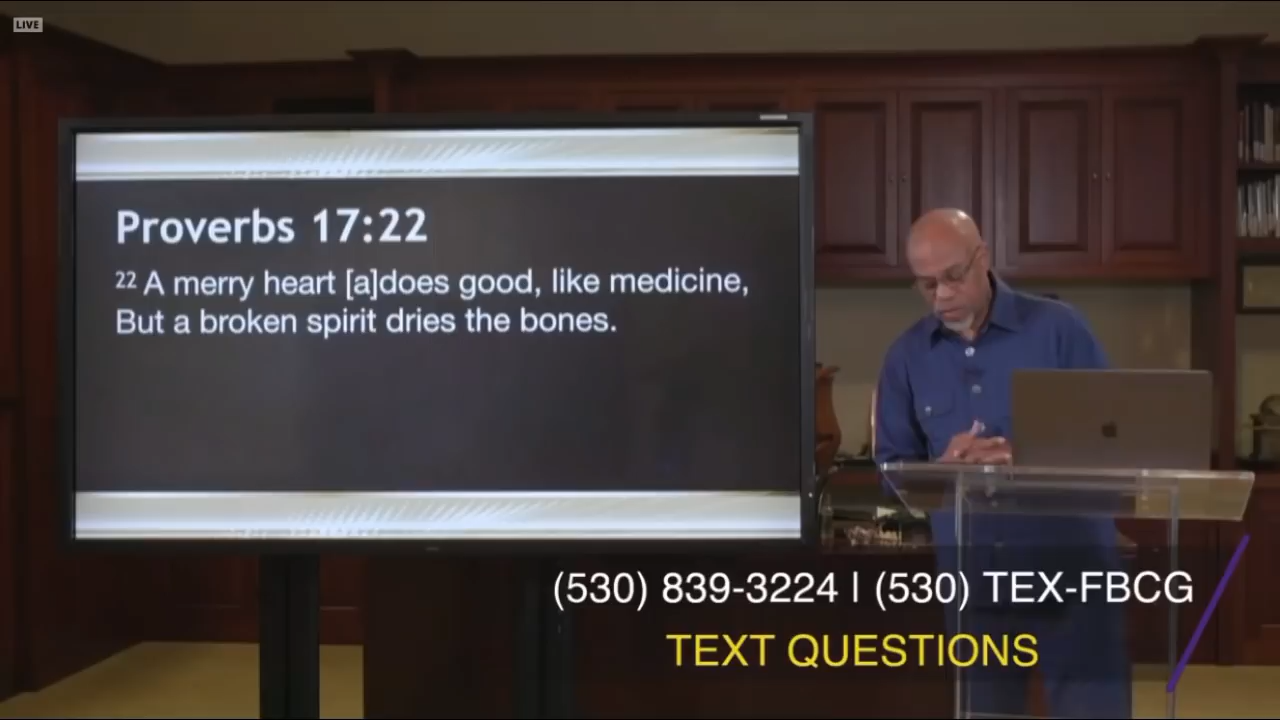 LIVE
Proverbs 17:22
22 A merry heart [a]does good, like medicine,
But a broken spirit dries the bones.
(530) 839-3224 | (530) TEX-FBCG
TEXT QUESTIONS